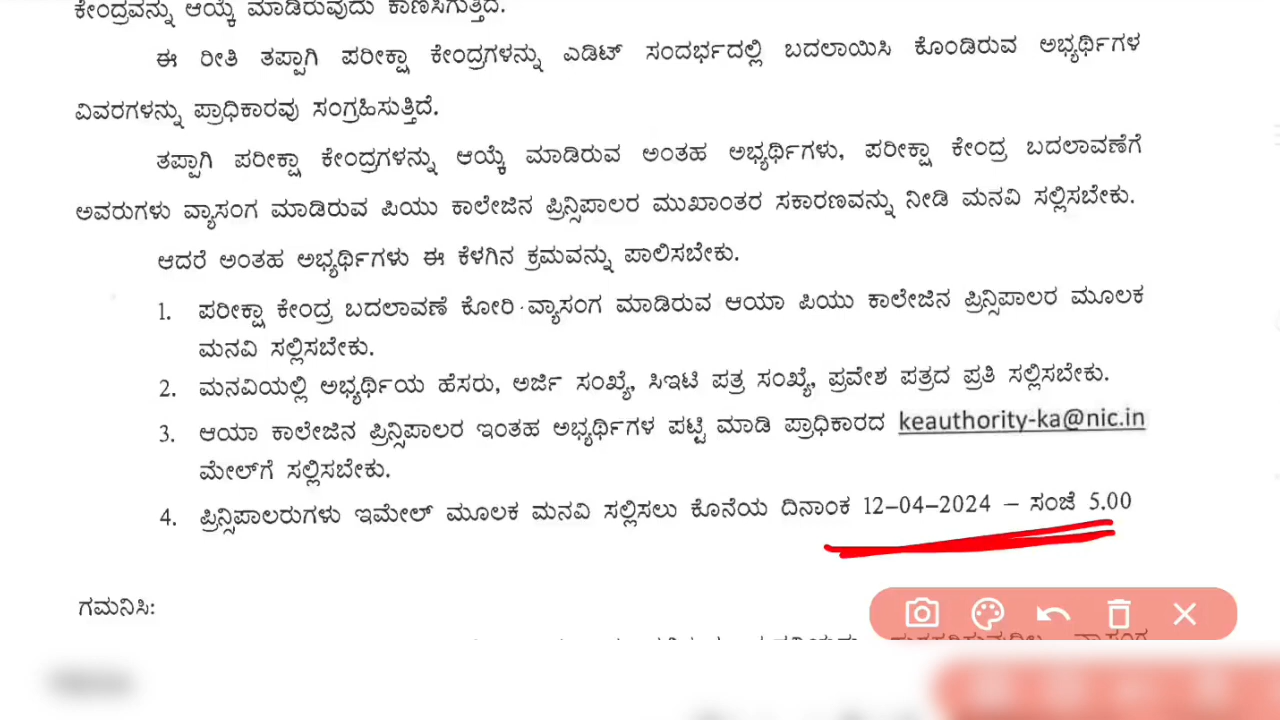 ಕೇಂದ್ರವನ್ನು ಆಯ್ಕೆ ಮಾಡಿರುವುದು ಕಾಣಿಸಿಗುತ್ತಿದೆ.
ಈ ರೀತಿ ತಪ್ಪಾಗಿ ಪರೀಕ್ಷಾ ಕೇಂದ್ರಗಳನ್ನು ಎಡಿಟ್ ಸಂದರ್ಭದಲ್ಲಿ ಬದಲಾಯಿಸಿ ಕೊಂಡಿರುವ ಅಭ್ಯರ್ಥಿಗಳ
ವಿವರಗಳನ್ನು ಪ್ರಾಧಿಕಾರವು ಸಂಗ್ರಹಿಸುತ್ತಿದೆ.
ತಪ್ಪಾಗಿ ಪರೀಕ್ಷಾ ಕೇಂದ್ರಗಳನ್ನು ಆಯ್ಕೆ ಮಾಡಿರುವ ಅಂತಹ ಅಭ್ಯರ್ಥಿಗಳು, ಪರೀಕ್ಷಾ ಕೇಂದ್ರ ಬದಲಾವಣೆಗೆ
ಅವರುಗಳು ವ್ಯಾಸಂಗ ಮಾಡಿರುವ ಪಿಯು ಕಾಲೇಜಿನ ಪ್ರಿನ್ಸಿಪಾಲರ ಮುಖಾಂತರ ಸಕಾರಣವನ್ನು ನೀಡಿ ಮನವಿ ಸಲ್ಲಿಸಬೇಕು.
ಆದರೆ ಅಂತಹ ಅಭ್ಯರ್ಥಿಗಳು ಈ ಕೆಳಗಿನ ಕ್ರಮವನ್ನು ಪಾಲಿಸಬೇಕು.
1. ಪರೀಕ್ಷಾ ಕೇಂದ್ರ ಬದಲಾವಣೆ ಕೋರಿ ವ್ಯಾಸಂಗ ಮಾಡಿರುವ ಆಯಾ ಪಿಯು ಕಾಲೇಜಿನ ಪ್ರಿನ್ಸಿಪಾಲರ ಮೂಲಕ
ಮನವಿ ಸಲ್ಲಿಸಬೇಕು.
2. ಮನವಿಯಲ್ಲಿ ಅಭ್ಯರ್ಥಿಯ ಹೆಸರು, ಅರ್ಜಿ ಸಂಖ್ಯೆ, ಸಿಇಟಿ ಪತ್ರ ಸಂಖ್ಯೆ, ಪ್ರವೇಶ ಪತ್ರದ ಪ್ರತಿ ಸಲ್ಲಿಸಬೇಕು.
3. ಆಯಾ ಕಾಲೇಜಿನ ಪ್ರಿನ್ಸಿಪಾಲರ ಇಂತಹ ಅಭ್ಯರ್ಥಿಗಳ ಪಟ್ಟಿ ಮಾಡಿ ಪ್ರಾಧಿಕಾರದ keauthority-ka@nic.in
ಮೇಲ್‌ಗೆ ಸಲ್ಲಿಸಬೇಕು.
4. ಪ್ರಿನ್ಸಿಪಾಲರುಗಳು ಇಮೇಲ್ ಮೂಲಕ ಮನವಿ ಸಲ್ಲಿಸಲು ಕೊನೆಯ ದಿನಾಂಕ 12–04–2024 – ಸಂಜೆ 5.00
ಗಮನಿಸಿ: